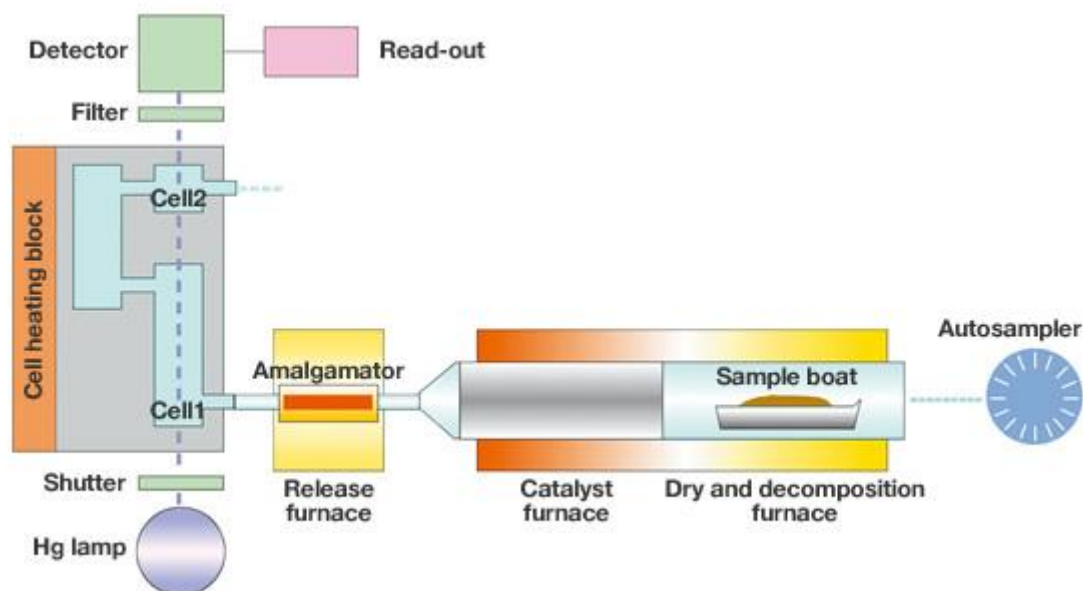 Detector
Read-out
Filter
Cell2
Cell heating block
Autosampler
Amalgamator
Sample boat
Cell1
Shutter
Release
furnace
Catalyst
furnace
Dry and decomposition
furnace
Hg lamp